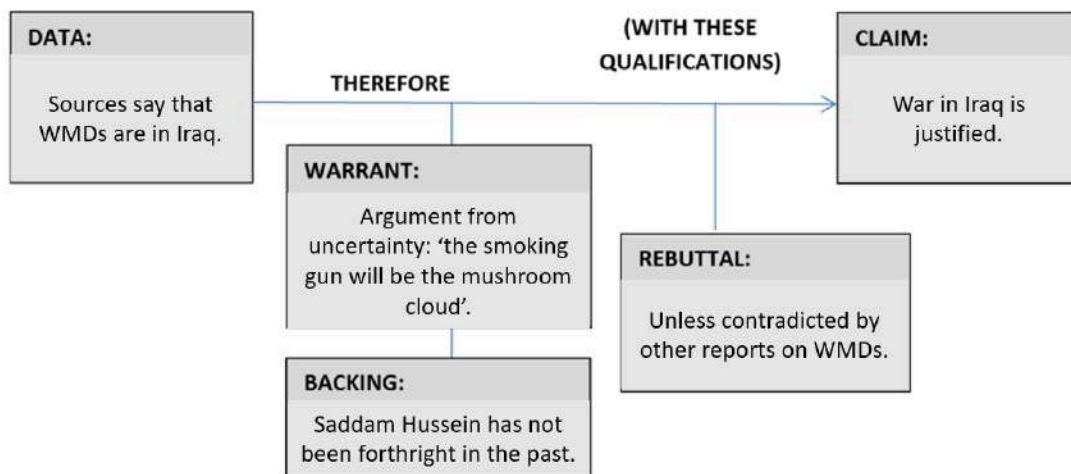 DATA:
Sources say that
WMDs are in Iraq.
THEREFORE
(WITH THESE
QUALIFICATIONS)
CLAIM:
War in Iraq is
justified.
WARRANT:
Argument from
uncertainty: ‘the smoking
gun will be the mushroom
cloud’.
REBUTTAL:
Unless contradicted by
other reports on WMDs.
BACKING:
Saddam Hussein has not
been forthright in the past.